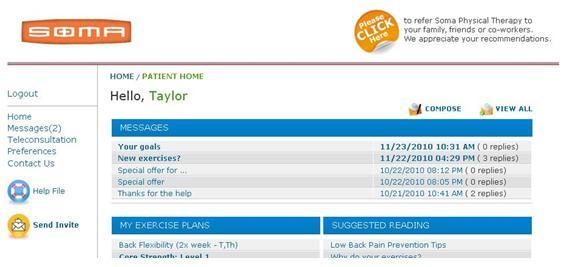 SOMA
Please
CLICK
Here
to refer Soma Physical Therapy to
your family, friends or co-workers.
We appreciate your recommendations.
HOME / PATIENT HOME
Logout
Hello, Taylor
COMPOSE VIEW ALL
Home
Messages(2)
Teleconsultation
Preferences
Contact Us
Help File
Send Invite
MESSAGES
Your goals 11/23/2010 10:31 AM ( 0 replies)
New exercises? 11/22/2010 04:29 PM ( 3 replies)
Special offer for ... 10/22/2010 08:12 PM ( 0 replies)
Special offer 10/22/2010 08:05 PM ( 0 replies)
Thanks for the help 10/21/2010 10:41 AM ( 2 replies)
MY EXERCISE PLANS
Back Flexibility (2x week - T,Th)
Core Strength: Level 1
SUGGESTED READING
Low Back Pain Prevention Tips
Why do your exercises?